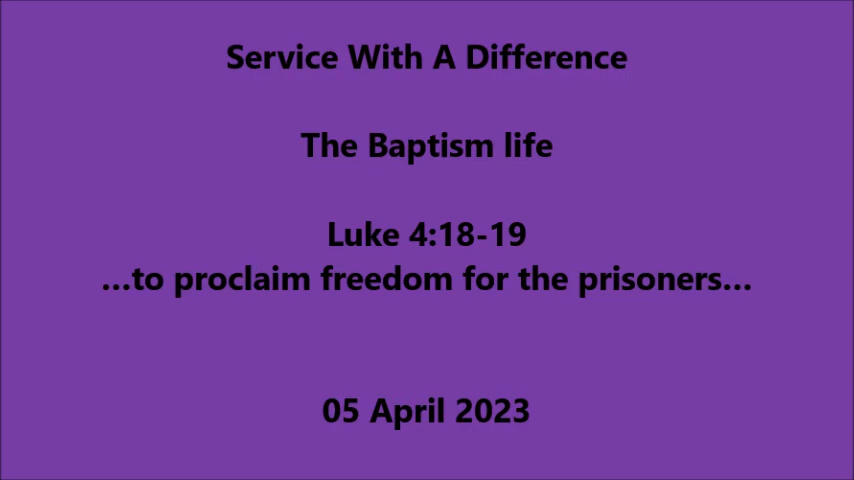 Service With A Difference
The Baptism life
Luke 4:18-19
...to proclaim freedom for the prisoners...
05 April 2023